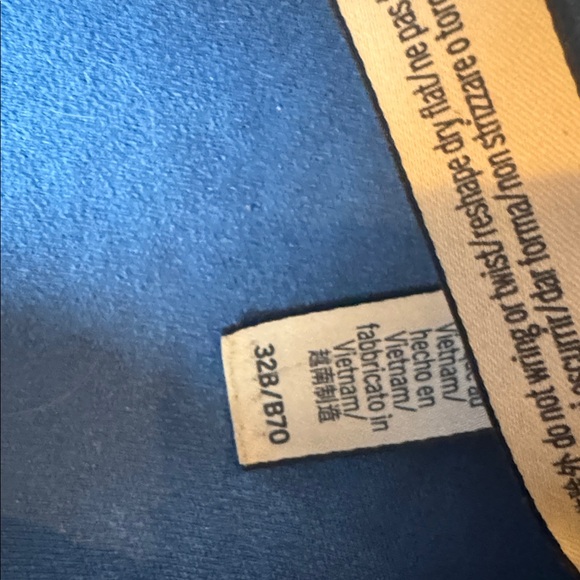 do not wring or twist/reshape dry flat/ne pas
dar forma/non strizzare o
Vietnam/
hecho en
Vietnam/
fabbricato in
Vietnam/
越南制造
32B/B70